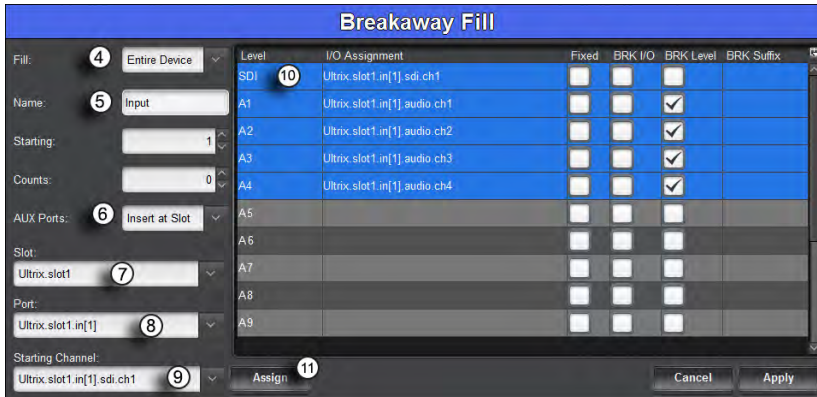 Breakaway Fill
Fill: 4 Entire Device
Name: 5 Input
Starting: 1
Counts: 0
AUX Ports: 6 Insert at Slot
Slot:
Ultrix.slot1 7
Port:
Ultrix.slot1.in[1] 8
Starting Channel:
Ultrix.slot1.in[1].sdi.ch1 9
Level I/O Assignment Fixed BRK I/O BRK Level BRK Suffix
SDI 10 Ultrix.slot1.in[1].sdi.ch1
A1 Ultrix.slot1.in[1].audio.ch1
A2 Ultrix.slot1.in[1].audio.ch2
A3 Ultrix.slot1.in[1].audio.ch3
A4 Ultrix.slot1.in[1].audio.ch4
A5
A6
A7
A8
A9
Assign 11 Cancel Apply